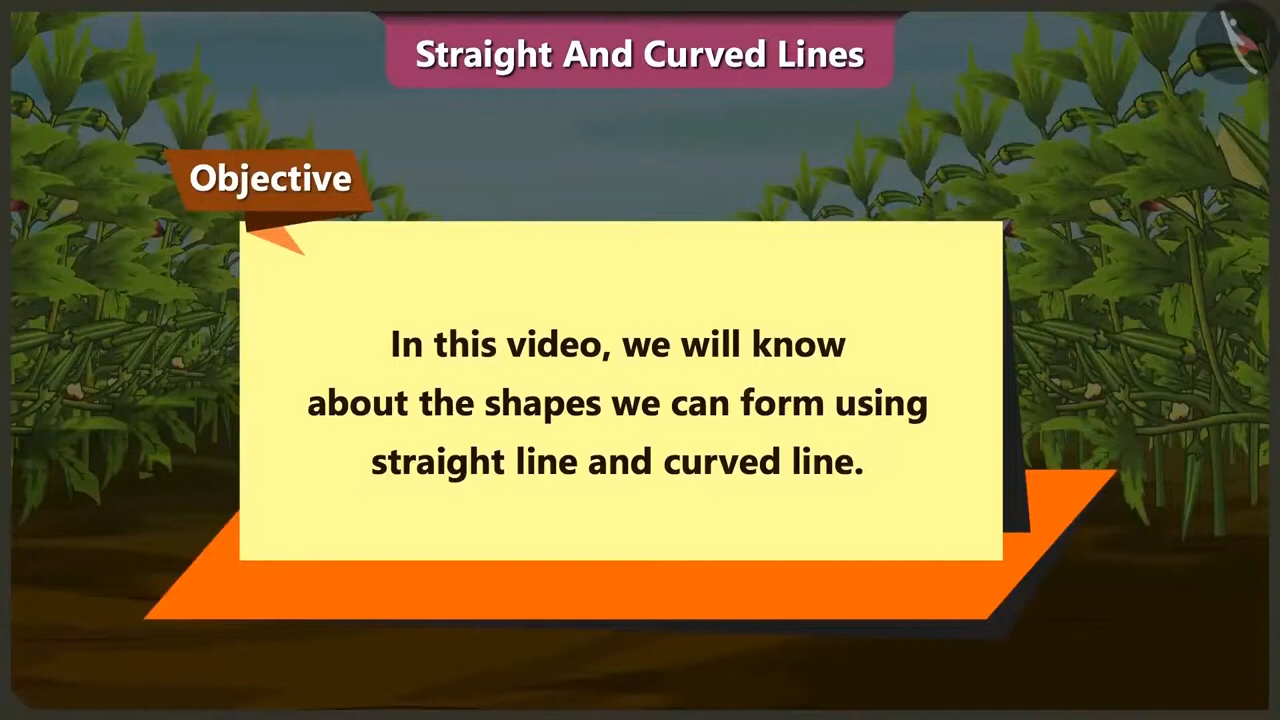 Straight And Curved Lines
Objective
In this video, we will know
about the shapes we can form using
straight line and curved line.